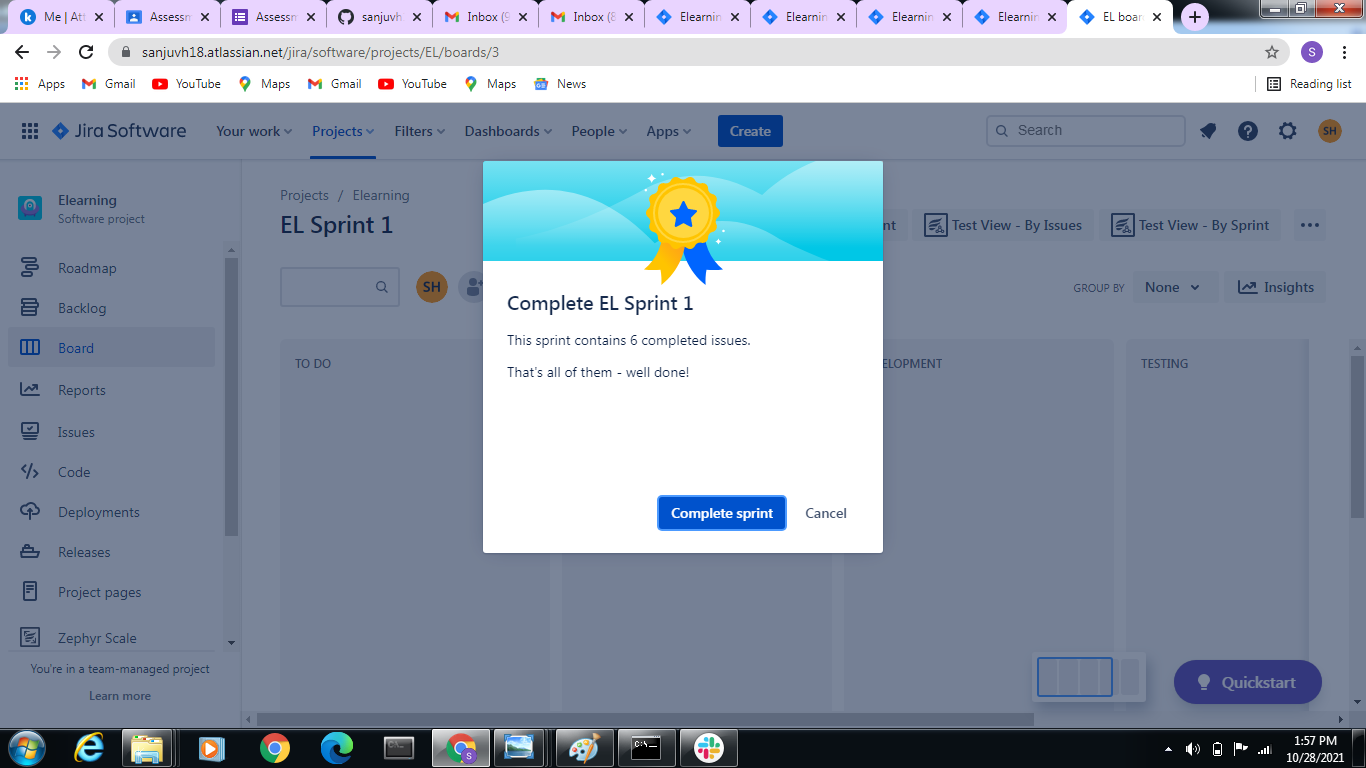 Me | Att
Assessm
Assessm
sanjuvh
Inbox (9
Inbox (8
Elearnin
Elearnin
Elearnin
Elearnin
EL boar
sanjuvh18.atlassian.net/jira/software/projects/EL/boards/3
S
Apps
Gmail
YouTube
Maps
Gmail
YouTube
Maps
News
Reading list
Jira Software
Your work
Projects
Filters
Dashboards
People
Apps
Create
Search
SH
Elearning
Software project
Roadmap
Backlog
Board
Reports
Issues
Code
Deployments
Releases
Project pages
Zephyr Scale
You're in a team-managed project
Learn more
Projects / Elearning
EL Sprint 1
nt
Test View - By Issues
Test View - By Sprint
SH
GROUP BY
None
Insights
TO DO
ELOPMENT
TESTING
Complete EL Sprint 1
This sprint contains 6 completed issues.
That's all of them - well done!
Complete sprint
Cancel
Quickstart
C:\.
S
C:\.
1:57 PM
10/28/2021